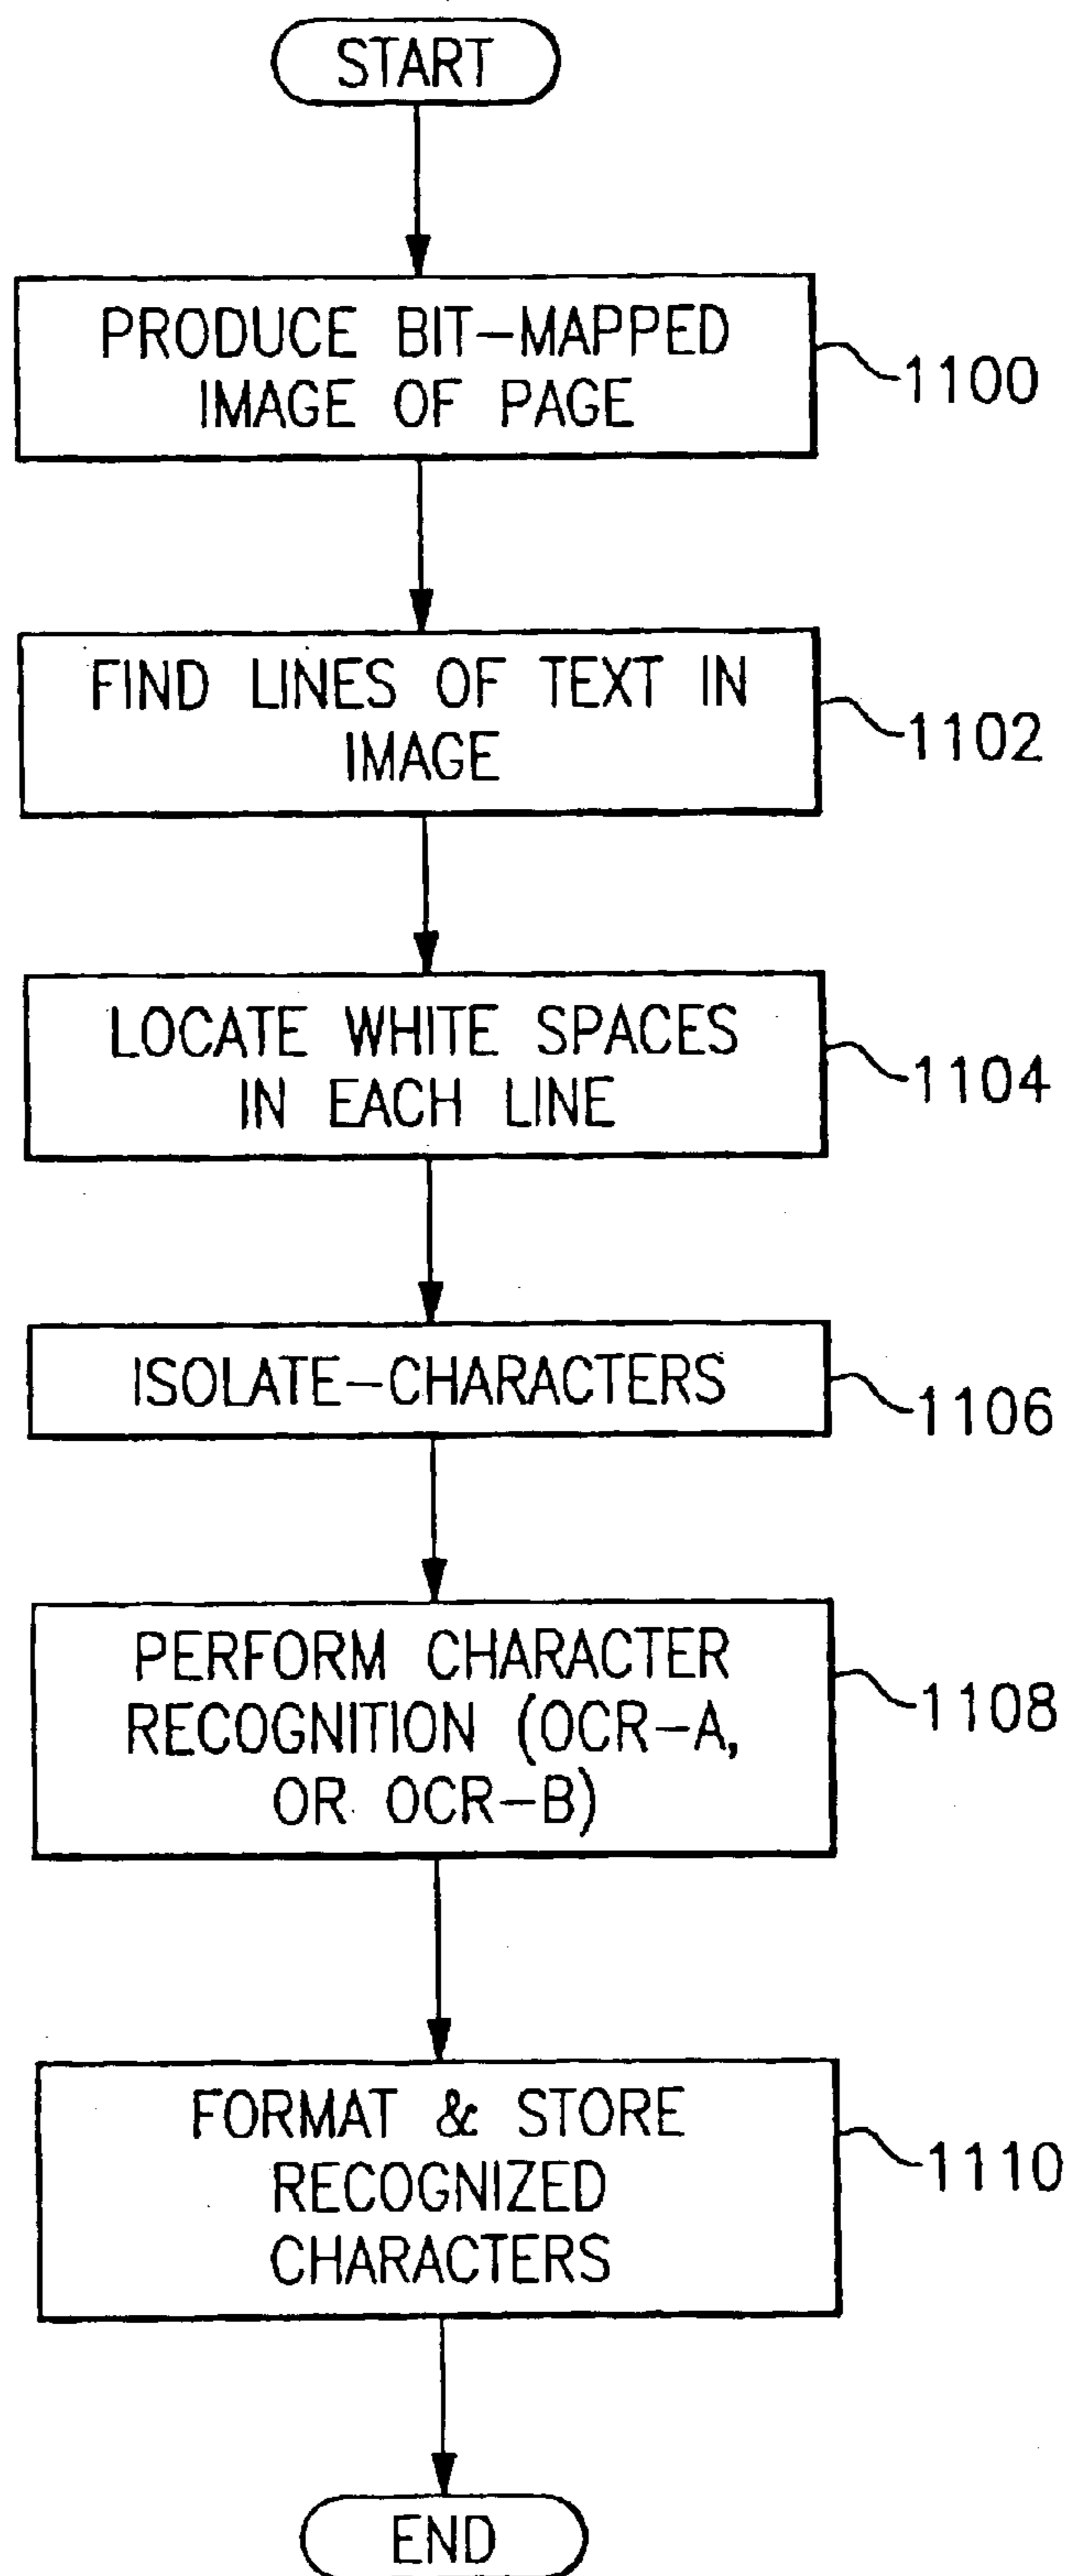 START
PRODUCE BIT-MAPPED
IMAGE OF PAGE
1100
FIND LINES OF TEXT IN
IMAGE
1102
LOCATE WHITE SPACES
IN EACH LINE
1104
ISOLATE-CHARACTERS
1106
PERFORM CHARACTER
RECOGNITION (OCR-A,
OR OCR-B)
1108
FORMAT & STORE
RECOGNIZED
CHARACTERS
1110
END